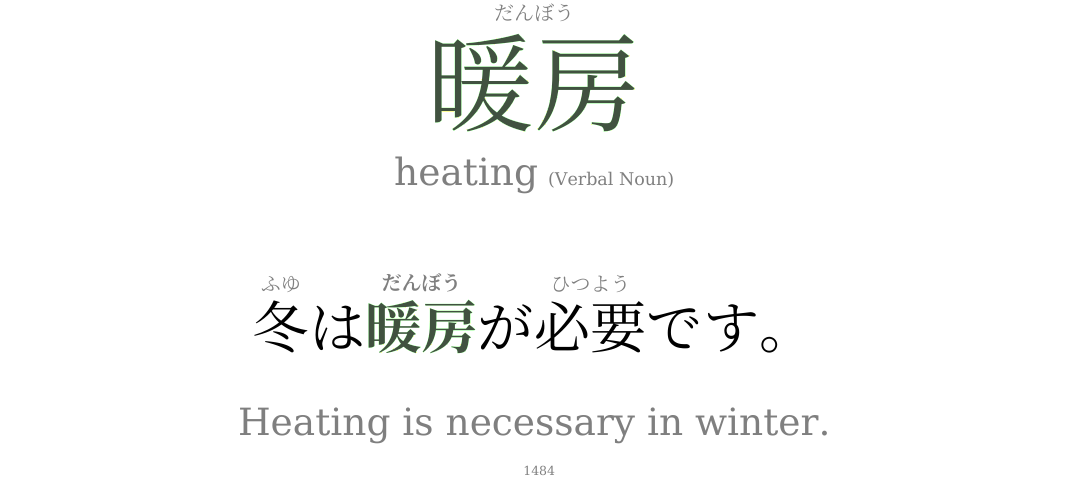 だんぼう
暖房
heating (Verbal Noun)
ふゆ だんぼう ひつよう
冬は暖房が必要です。
Heating is necessary in winter.
1484